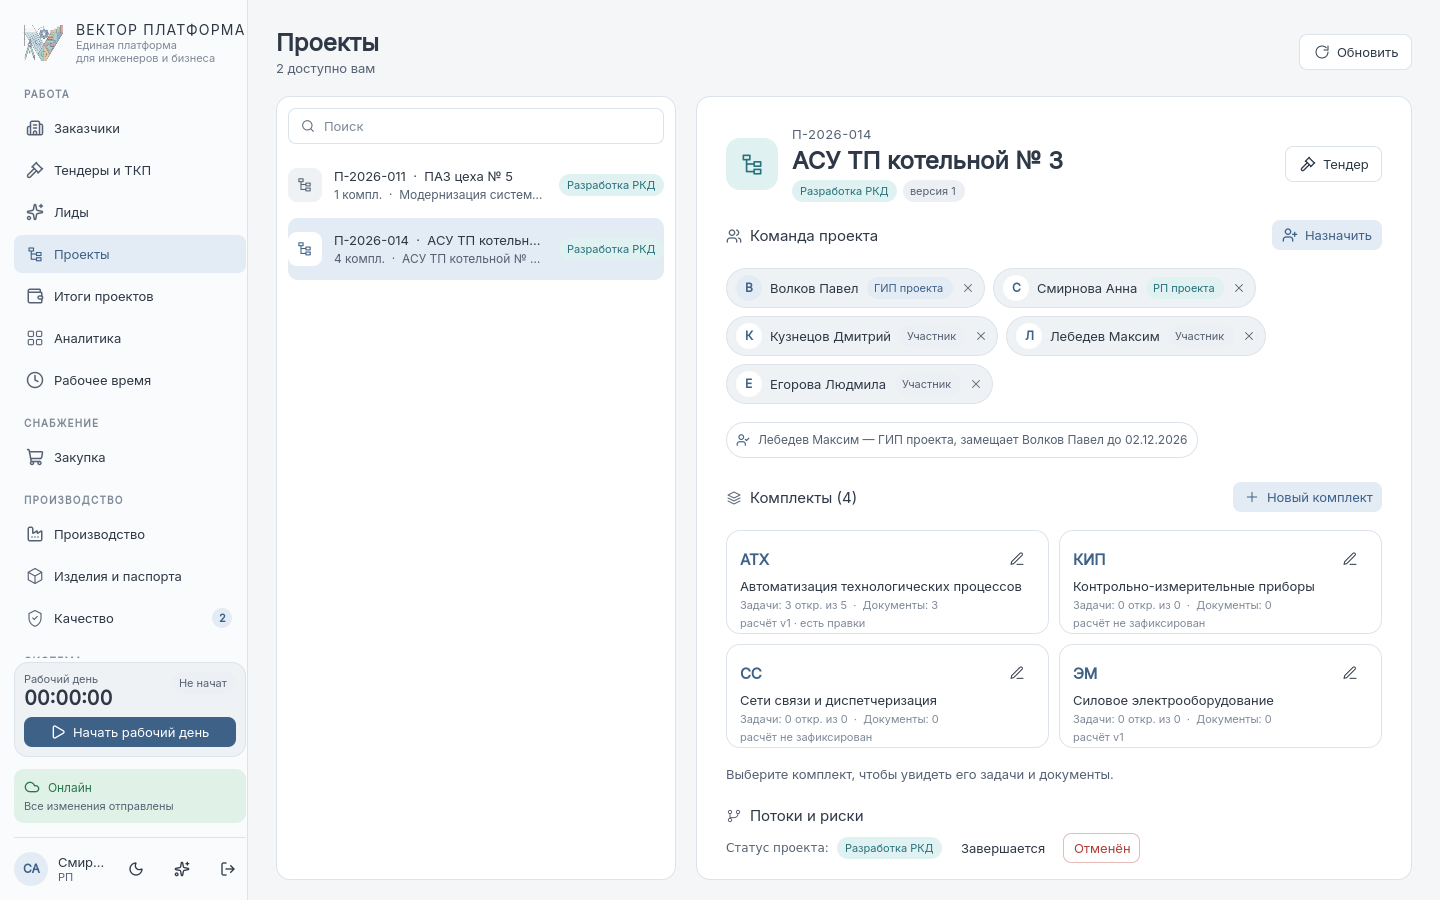 ВЕКТОР ПЛАТФОРМА
Единая платформа
для инженеров и бизнеса
РАБОТА
Заказчики
Тендеры и ТКП
Лиды
Проекты
Итоги проектов
Аналитика
Рабочее время
СНАБЖЕНИЕ
Закупка
ПРОИЗВОДСТВО
Производство
Изделия и паспорта
Качество 2
Рабочий день
Не начат
00:00:00
Начать рабочий день
Онлайн
Все изменения отправлены
СА
Смир...
РП
Проекты
2 доступно вам
Обновить
Поиск
П-2026-011 · ПАЗ цеха № 5
1 компл. · Модернизация систем...
Разработка РКД
П-2026-014 · АСУ ТП котельн...
4 компл. · АСУ ТП котельной № ...
Разработка РКД
П-2026-014
АСУ ТП котельной № 3
Разработка РКД версия 1
Тендер
Команда проекта
Назначить
В Волков Павел ГИП проекта
С Смирнова Анна РП проекта
К Кузнецов Дмитрий Участник
Л Лебедев Максим Участник
Е Егорова Людмила Участник
Лебедев Максим — ГИП проекта, замещает Волков Павел до 02.12.2026
Комплекты (4)
Новый комплект
АТХ
Автоматизация технологических процессов
Задачи: 3 откр. из 5 · Документы: 3
расчёт v1 · есть правки
КИП
Контрольно-измерительные приборы
Задачи: 0 откр. из 0 · Документы: 0
расчёт не зафиксирован
СС
Сети связи и диспетчеризация
Задачи: 0 откр. из 0 · Документы: 0
расчёт не зафиксирован
ЭМ
Силовое электрооборудование
Задачи: 0 откр. из 0 · Документы: 0
расчёт v1
Выберите комплект, чтобы увидеть его задачи и документы.
Потоки и риски
Статус проекта: Разработка РКД Завершается Отменён